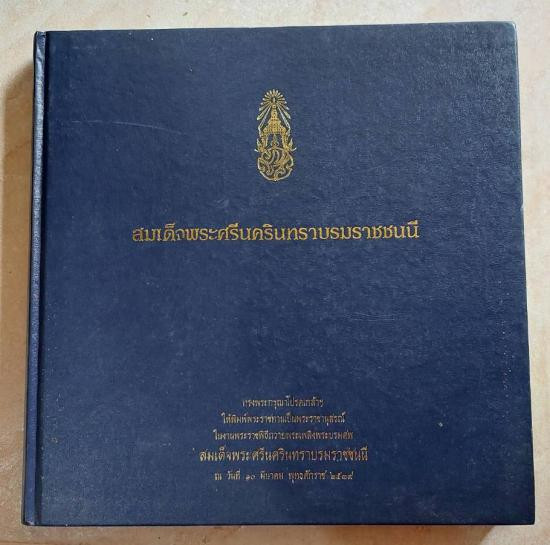 สมเด็จพระศรีนครินทราบรมราชชนนี
ทรงพระกรุณาโปรดเกล้าฯ
ให้พิมพ์พระราชทานเป็นพระราชานุสรณ์
ในงานพระราชพิธีถวายพระเพลิงพระบรมศพ
สมเด็จพระศรีนครินทราบรมราชชนนี
ณ วันที่ ๑๐ มีนาคม พุทธศักราช ๒๕๓๙